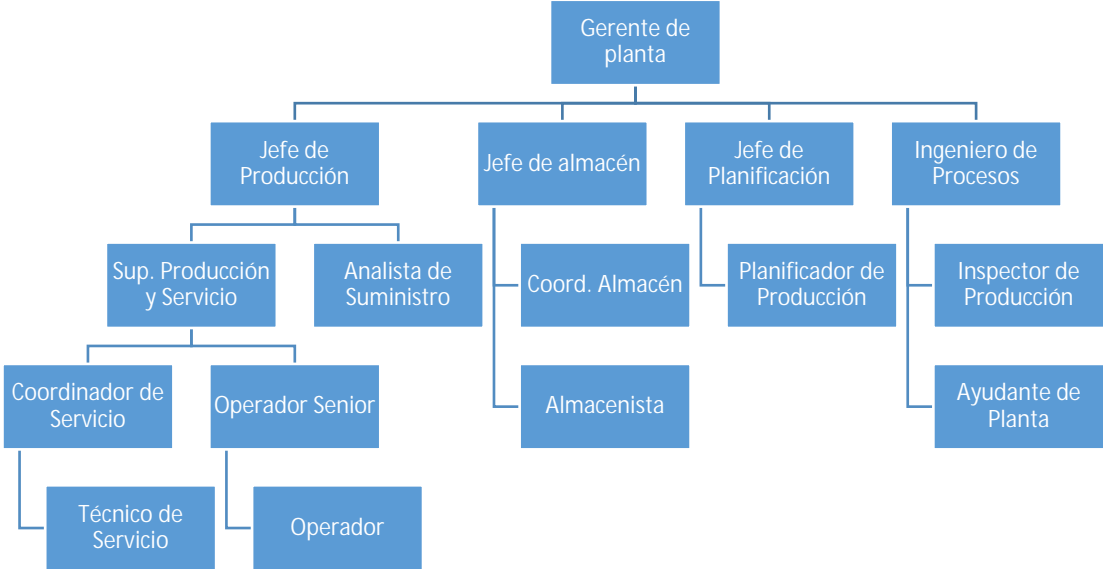 Gerente de
planta
Jefe de
Producción
Jefe de almacén
Jefe de
Planificación
Ingeniero de
Procesos
Sup. Producción
y Servicio
Analista de
Suministro
Coord. Almacén
Planificador de
Producción
Inspector de
Producción
Coordinador de
Servicio
Operador Senior
Almacenista
Ayudante de
Planta
Técnico de
Servicio
Operador